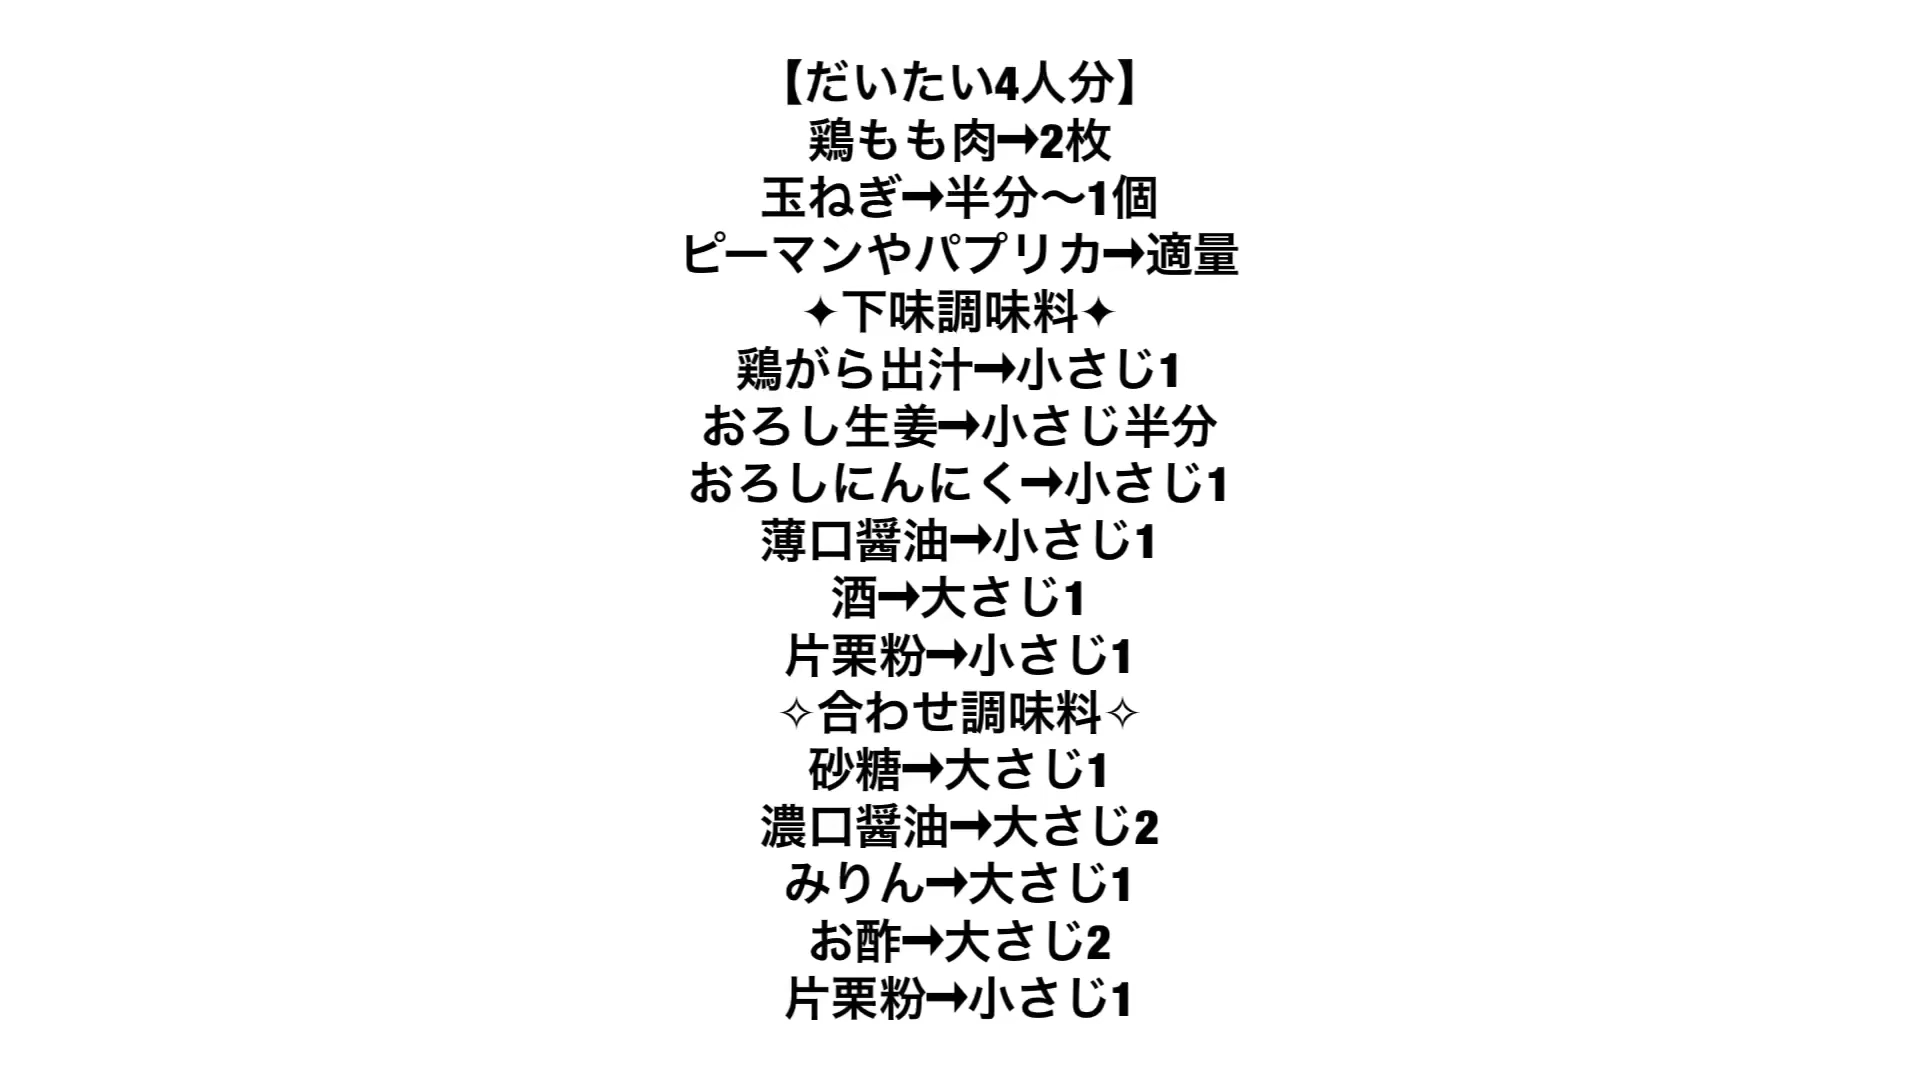 【だいたい4人分】
鶏もも肉➞2枚
玉ねぎ➞半分〜1個
ピーマンやパプリカ➞適量
✦下味調味料✦
鶏がら出汁➞小さじ1
おろし生姜➞小さじ半分
おろしにんにく➞小さじ1
薄口醤油➞小さじ1
酒➞大さじ1
片栗粉➞小さじ1
✧合わせ調味料✧
砂糖➞大さじ1
濃口醤油➞大さじ2
みりん➞大さじ1
お酢➞大さじ2
片栗粉➞小さじ1